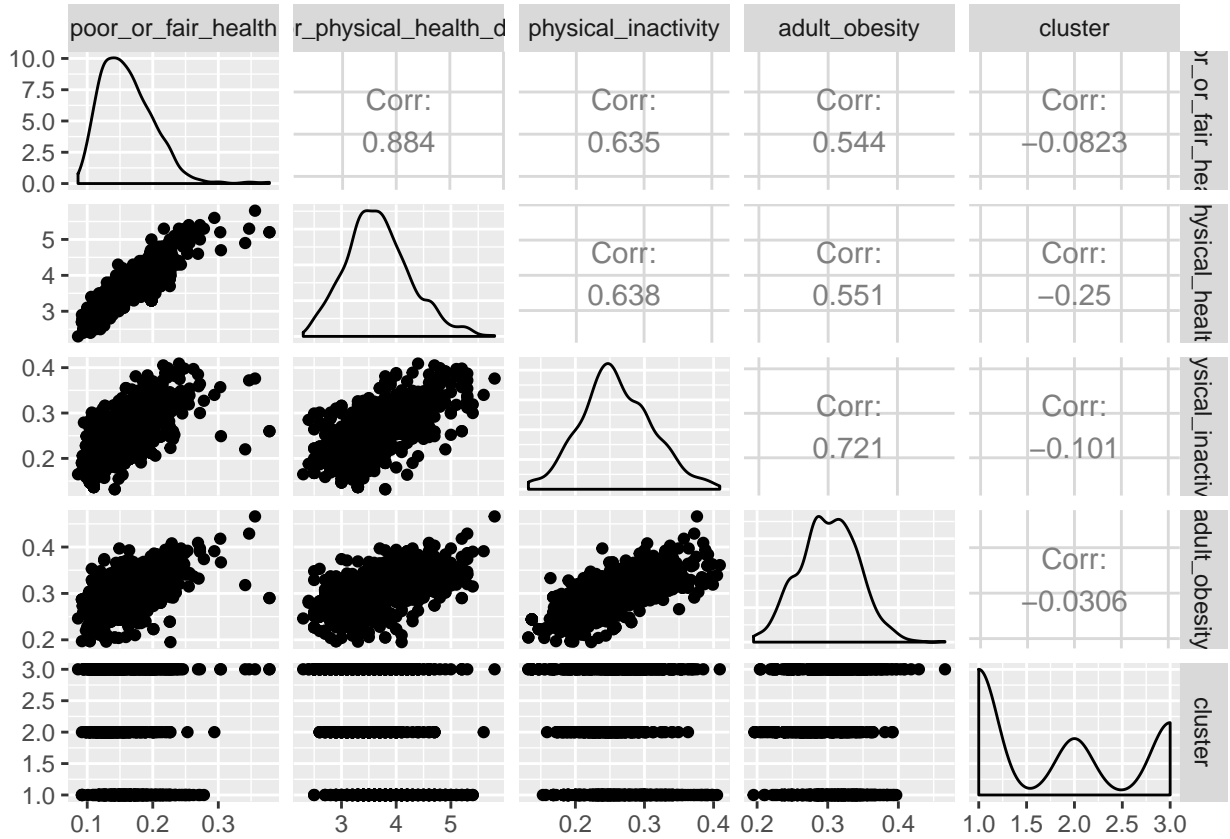 poor_or_fair_health
or_physical_health_d
physical_inactivity
adult_obesity
cluster
10.0
7.5
5.0
2.5
0.0
Corr:
0.884
Corr:
0.635
Corr:
0.544
Corr:
−0.0823
or_or_fair_hea
5
4
3
Corr:
0.638
Corr:
0.551
Corr:
−0.25
hysical_healt
0.4
0.3
0.2
Corr:
0.721
Corr:
−0.101
ysical_inactiv
0.4
0.3
0.2
Corr:
−0.0306
adult_obesity
3.0
2.5
2.0
1.5
1.0
cluster
0.1 0.2 3 4 5 0.2 0.3 0.4 0.2 0.3 0.4 1.0 1.5 2.0 2.5 3.0